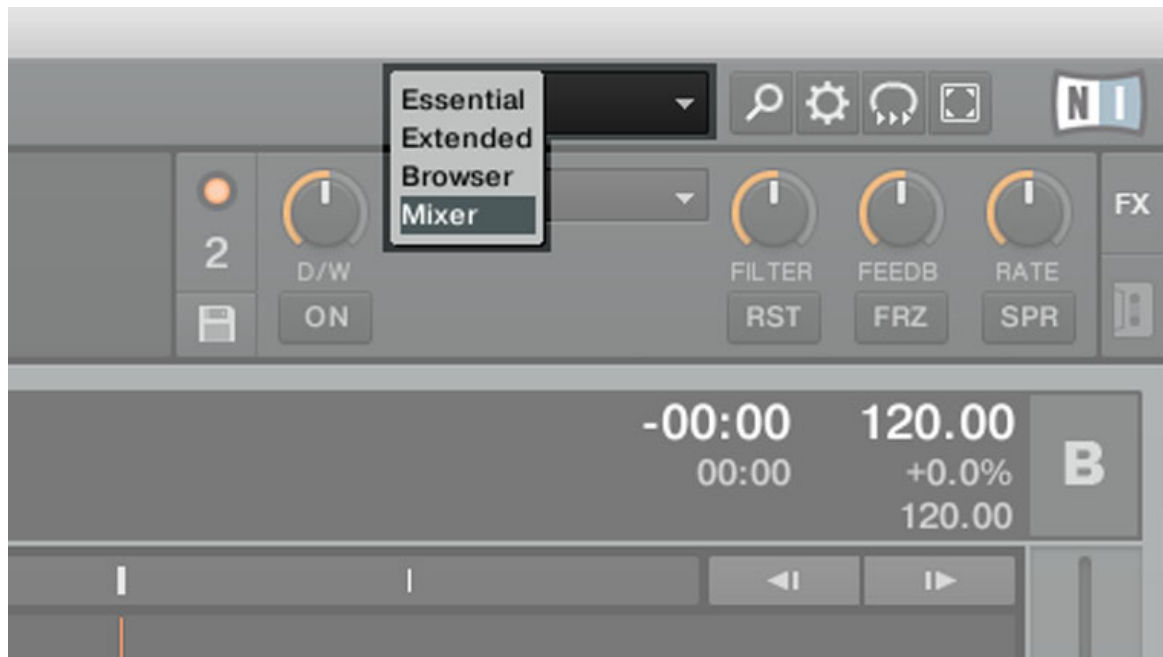 Essential
Extended
Browser
Mixer
N I
2
D/W
ON
FILTER
FEEDB
RATE
RST
FRZ
SPR
FX
-00:00 120.00
00:00 +0.0%
120.00
B